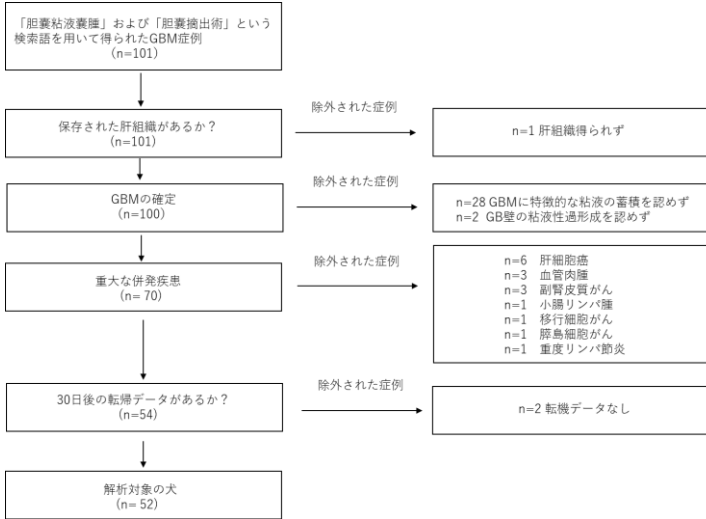 「胆嚢粘液嚢腫」および「胆嚢摘出術」という
検索語を用いて得られたGBM症例
(n=101)
除外された症例
保存された肝組織があるか？
(n=101)
n=1 肝組織得られず
除外された症例
GBMの確定
(n=100)
n=28 GBMに特徴的な粘液の蓄積を認めず
n=2 GB壁の粘液性過形成を認めず
除外された症例
重大な併発疾患
(n= 70)
n=6 肝細胞癌
n=3 血管肉腫
n=3 副腎皮質がん
n=1 小腸リンパ腫
n=1 移行細胞がん
n=1 膵島細胞がん
n=1 重度リンパ節炎
除外された症例
30日後の転帰データがあるか？
(n=54)
n=2 転機データなし
解析対象の犬
(n= 52)